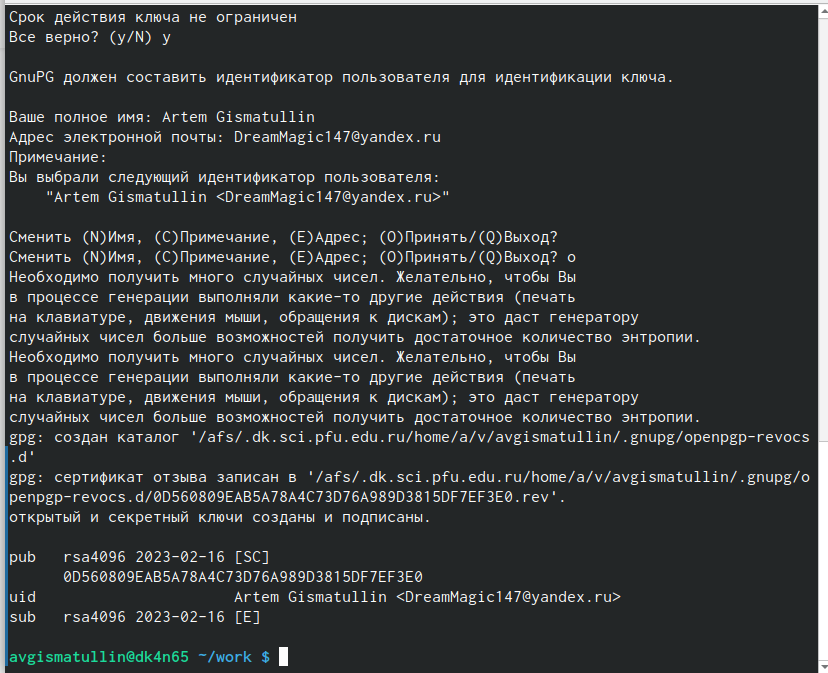 Срок действия ключа не ограничен
Все верно? (y/N) y
GnuPG должен составить идентификатор пользователя для идентификации ключа.
Ваше полное имя: Artem Gismatullin
Адрес электронной почты: DreamMagic147@yandex.ru
Примечание:
Вы выбрали следующий идентификатор пользователя:
"Artem Gismatullin <DreamMagic147@yandex.ru>"
Сменить (N)Имя, (C)Примечание, (E)Адрес; (O)Принять/(Q)Выход?
Сменить (N)Имя, (C)Примечание, (E)Адрес; (O)Принять/(Q)Выход? o
Необходимо получить много случайных чисел. Желательно, чтобы Вы
в процессе генерации выполняли какие-то другие действия (печать
на клавиатуре, движения мыши, обращения к дискам); это даст генератору
случайных чисел больше возможностей получить достаточное количество энтропии.
Необходимо получить много случайных чисел. Желательно, чтобы Вы
в процессе генерации выполняли какие-то другие действия (печать
на клавиатуре, движения мыши, обращения к дискам); это даст генератору
случайных чисел больше возможностей получить достаточное количество энтропии.
gpg: создан каталог '/afs/.dk.sci.pfu.edu.ru/home/a/v/avgismatullin/.gnupg/openpgp-revocs
.d'
gpg: сертификат отзыва записан в '/afs/.dk.sci.pfu.edu.ru/home/a/v/avgismatullin/.gnupg/o
penpgp-revocs.d/0D560809EAB5A78A4C73D76A989D3815DF7EF3E0.rev'.
открытый и секретный ключи созданы и подписаны.
pub   rsa4096 2023-02-16 [SC]
0D560809EAB5A78A4C73D76A989D3815DF7EF3E0
uid                      Artem Gismatullin <DreamMagic147@yandex.ru>
sub   rsa4096 2023-02-16 [E]
avgismatullin@dk4n65 ~/work $